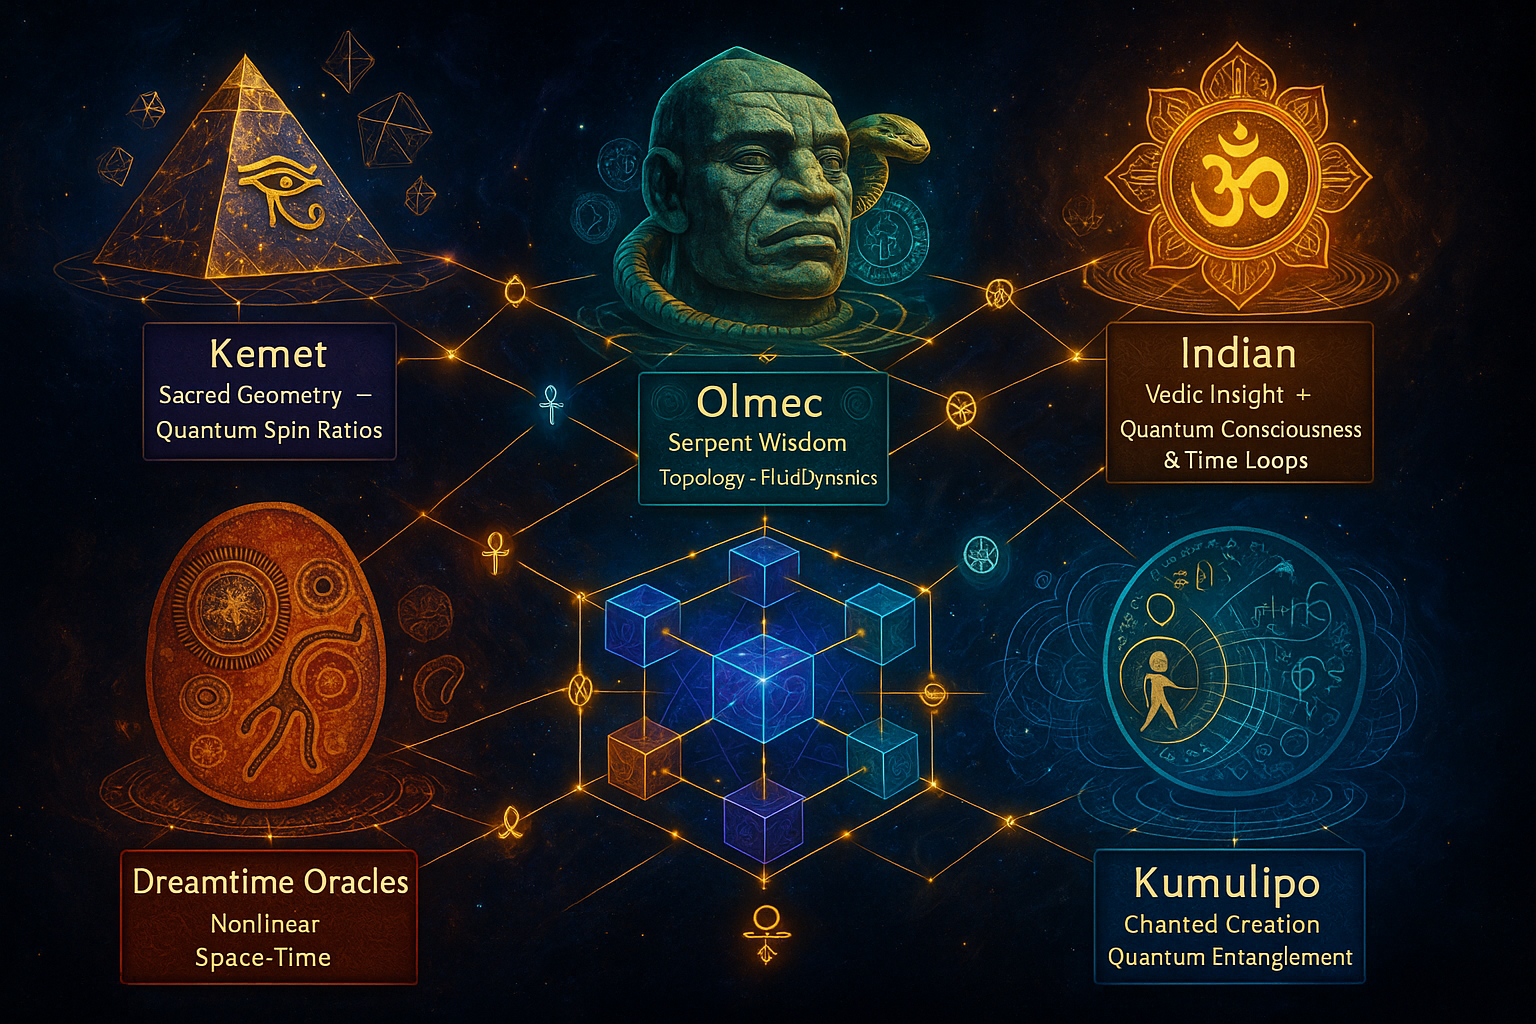 Kemet
Sacred Geometry –
Quantum Spin Ratios
Olmec
Serpent Wisdom
Topology - FluidDynsnics
Indian
Vedic Insight +
Quantum Consciousness
& Time Loops
Dreamtime Oracles
Nonlinear
Space-Time
Kumulipo
Chanted Creation
Quantum Entanglement
ॐ